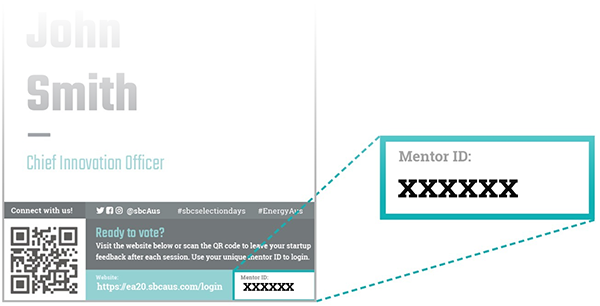 John
Smith
Chief Innovation Officer
Connect with us! @sbcAus #sbcselectiondays #EnergyAus
Ready to vote?
Visit the website below or scan the QR code to leave your startup
feedback after each session. Use your unique mentor ID to login.
Website:
https://ea20.sbcaus.com/login
Mentor ID:
XXXXXX
Mentor ID:
XXXXXX